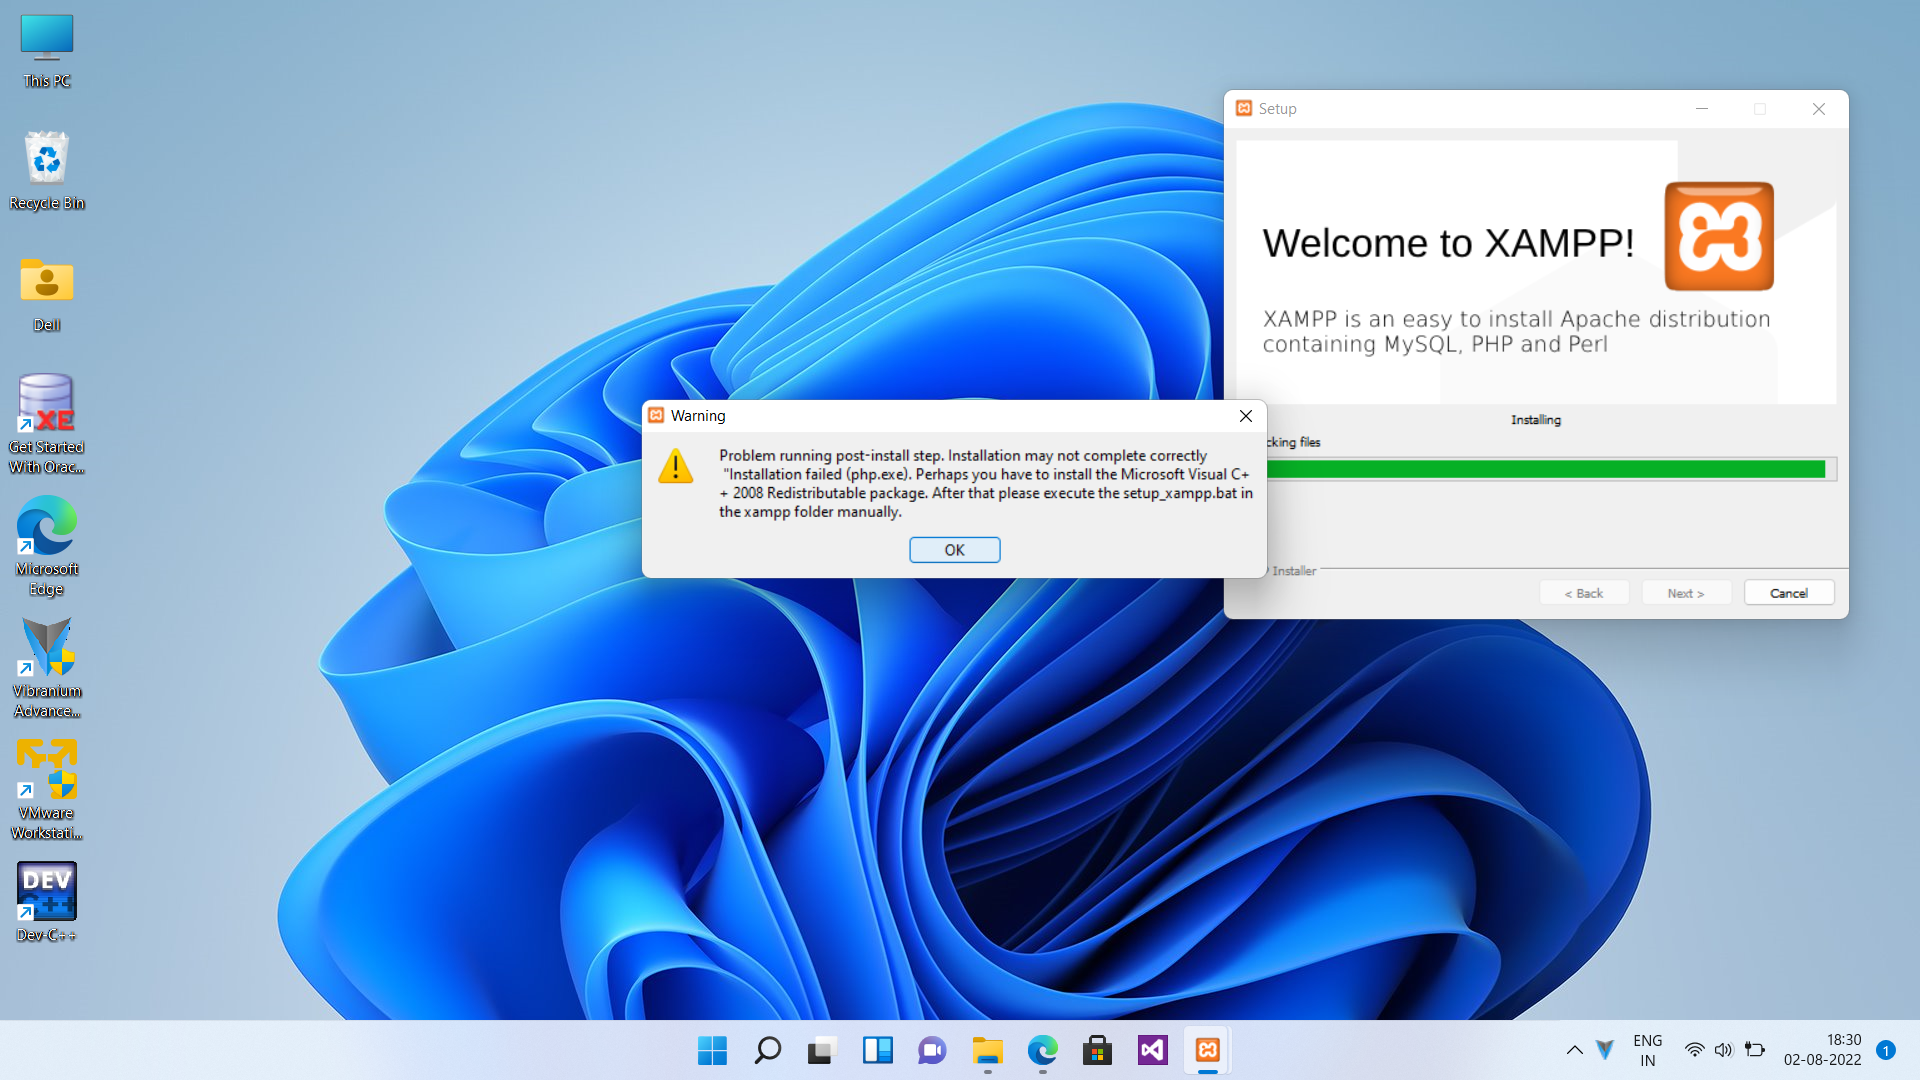 This PC
Recycle Bin
Dell
XE
Get Started
With Orac...
Microsoft
Edge
Vibranium
Advance...
VMware
Workstati...
DEV
C++
Dev-C++
Setup
Welcome to XAMPP!
XAMPP is an easy to install Apache distribution
containing MySQL, PHP and Perl
Installing
cking files
Installer
< Back
Next >
Cancel
Warning
Problem running post-install step. Installation may not complete correctly
"Installation failed (php.exe). Perhaps you have to install the Microsoft Visual C+
+ 2008 Redistributable package. After that please execute the setup_xampp.bat in
the xampp folder manually.
OK
ENG
IN
18:30
02-08-2022
1